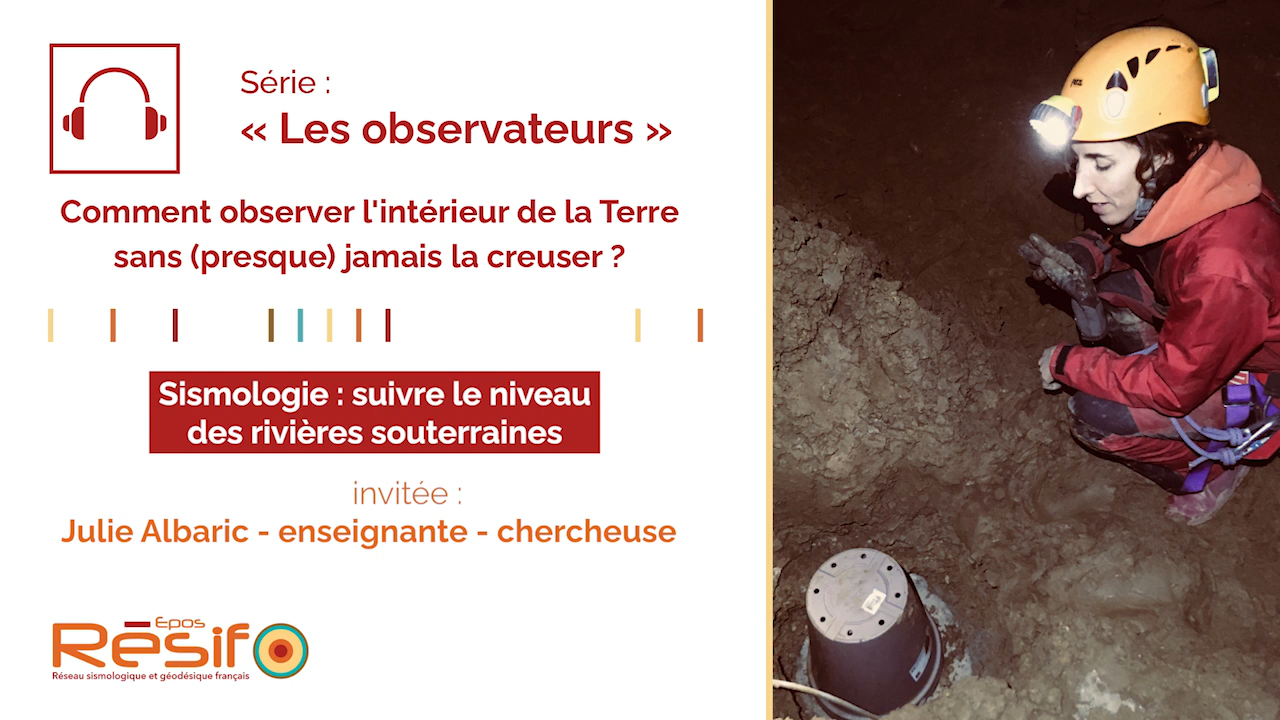 Série :
« Les observateurs »
Comment observer l'intérieur de la Terre
sans (presque) jamais la creuser ?
Sismologie : suivre le niveau
des rivières souterraines
invitée :
Julie Albaric - enseignante - chercheuse
Epos
Résif
Réseau sismologique et géodésique français